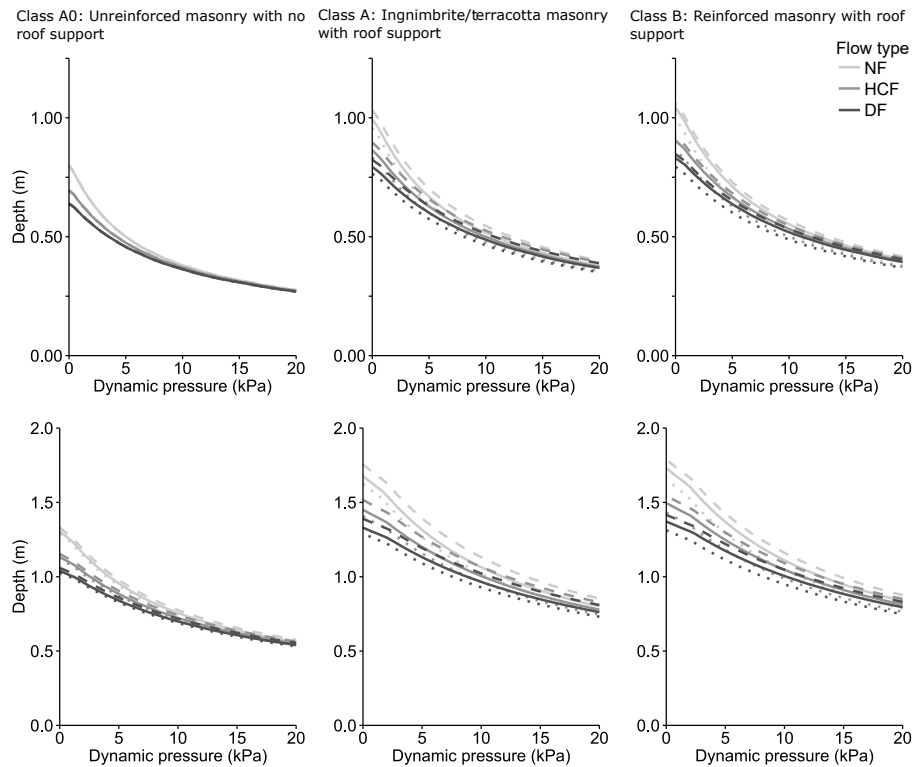 Class A0: Unreinforced masonry with no
roof support
Class A: Ingnimbrite/terracotta masonry
with roof support
Class B: Reinforced masonry with roof
support
Flow type
NF
HCF
DF
Depth (m)
1.00
0.50
0.00
0 5 10 15 20
Dynamic pressure (kPa)
1.00
0.50
0.00
0 5 10 15 20
Dynamic pressure (kPa)
1.00
0.50
0.00
0 5 10 15 20
Dynamic pressure (kPa)
Depth (m)
2.0
1.5
1.0
0.5
0.0
0 5 10 15 20
Dynamic pressure (kPa)
2.0
1.5
1.0
0.5
0.0
0 5 10 15 20
Dynamic pressure (kPa)
2.0
1.5
1.0
0.5
0.0
0 5 10 15 20
Dynamic pressure (kPa)